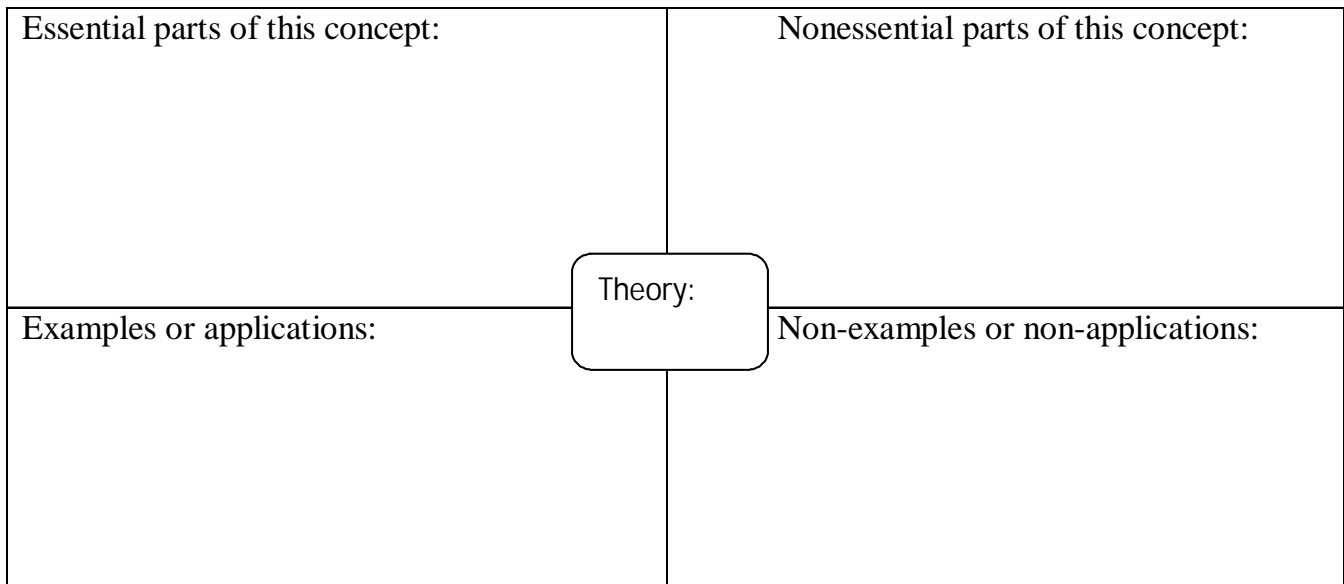 Essential parts of this concept:
Nonessential parts of this concept:
Theory:
Examples or applications:
Non-examples or non-applications: